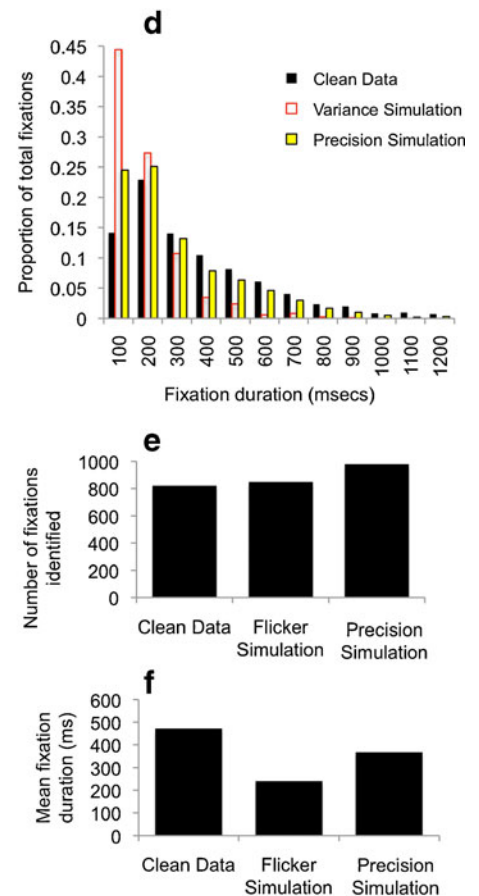 d
Proportion of total fixations
0.45
0.4
0.35
0.3
0.25
0.2
0.15
0.1
0.05
0
Clean Data
Variance Simulation
Precision Simulation
100 200 300 400 500 600 700 800 900 1000 1100 1200
Fixation duration (msecs)
e
Number of fixations
identified
1000
800
600
400
200
0
Clean Data Flicker Simulation Precision Simulation
f
Mean fixation
duration (ms)
600
500
400
300
200
100
0
Clean Data Flicker Simulation Precision Simulation